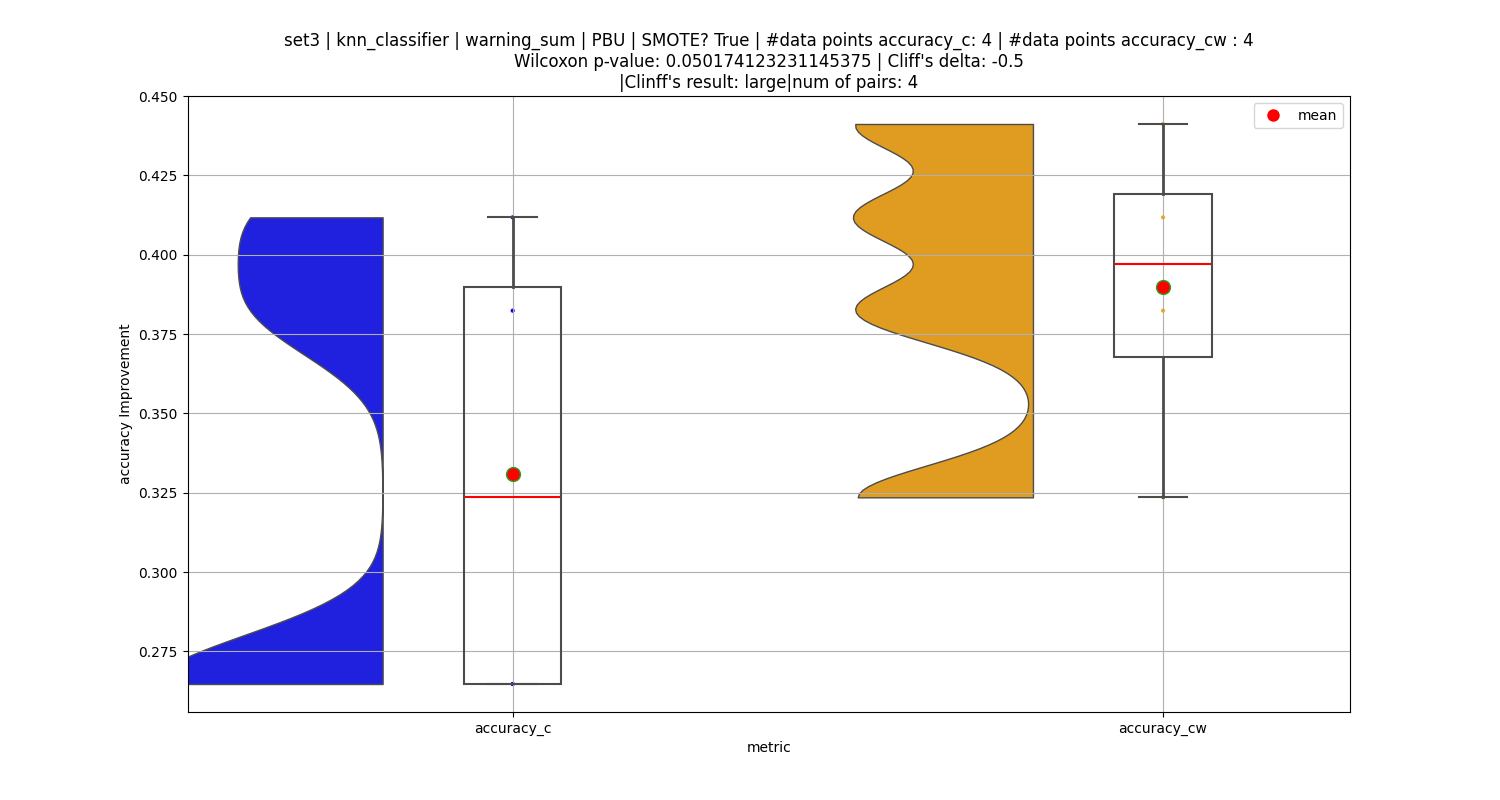 set3 | knn_classifier | warning_sum | PBU | SMOTE? True | #data points accuracy_c: 4 | #data points accuracy_cw : 4
Wilcoxon p-value: 0.050174123231145375 | Cliff's delta: -0.5
|Clinff's result: large|num of pairs: 4
mean
0.450
0.425
0.400
0.375
0.350
0.325
0.300
0.275
accuracy Improvement
accuracy_c
accuracy_cw
metric